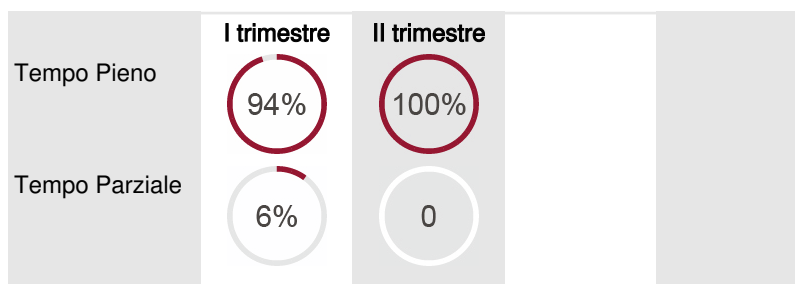 I trimestre II trimestre
Tempo Pieno
94% 100%
Tempo Parziale
6% 0